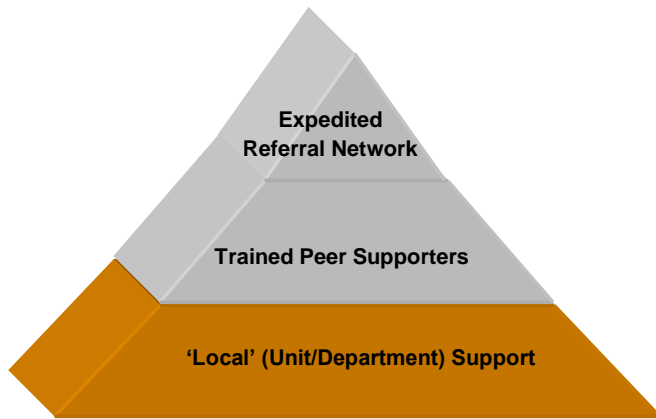 Expedited
Referral Network
Trained Peer Supporters
‘Local’ (Unit/Department) Support